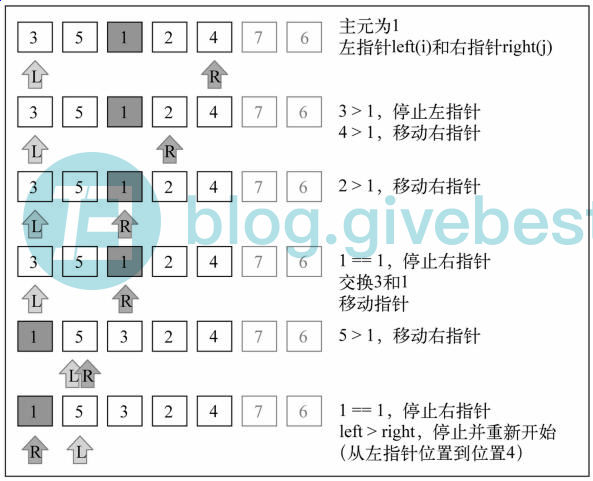 3 5 1 2 4 7 6
主元为1
左指针left(i)和右指针right(j)
L R
3 5 1 2 4 7 6
3 > 1，停止左指针
4 > 1，移动右指针
L R
3 5 1 2 4 7 6
2 > 1，移动右指针
L R
blog.givebest
3 5 1 2 4 7 6
1 == 1，停止右指针
交换3和1
移动指针
L R
1 5 3 2 4 7 6
5 > 1，移动右指针
L R
1 5 3 2 4 7 6
1 == 1，停止右指针
left > right，停止并重新开始
（从左指针位置到位置4）
R L